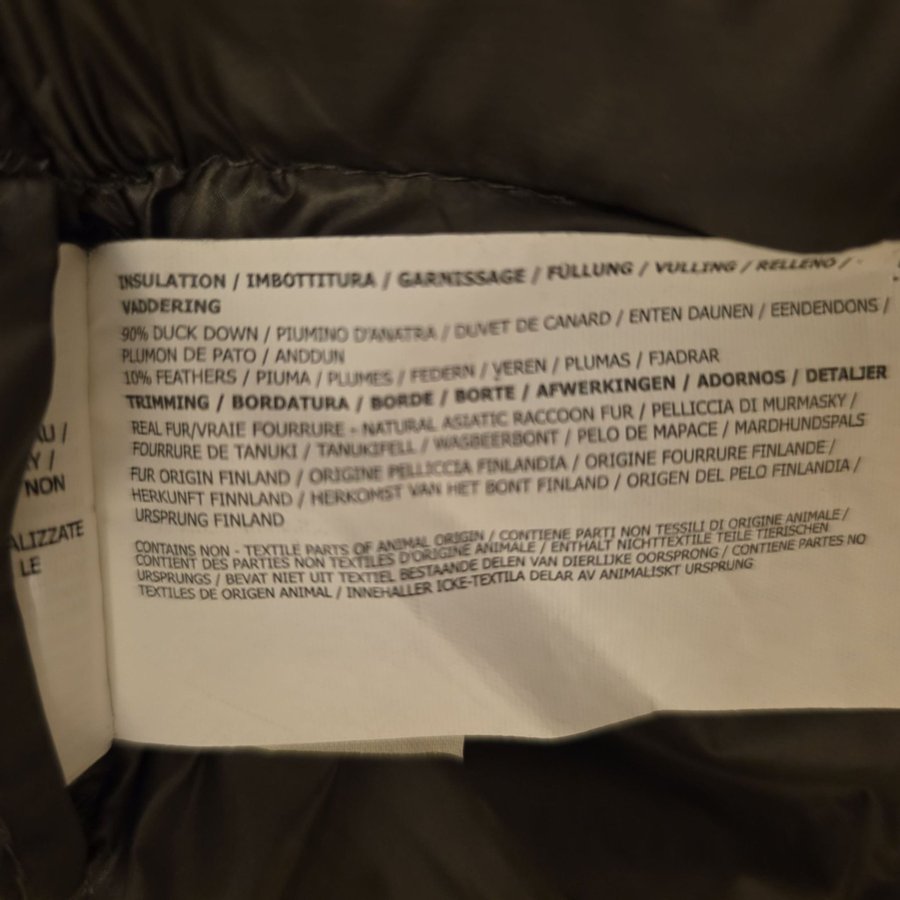 INSULATION / IMBOTTITURA / GARNISSAGE / FÜLLUNG / VULLING / RELLENO /
VADDERING
90% DUCK DOWN / PIUMINO D'ANATRA / DUVET DE CANARD / ENTEN DAUNEN / EENDENDONS /
PLUMON DE PATO / ANDDUN
10% FEATHERS / PIUMA / PLUMES / FEDERN / VEREN / PLUMAS / FJADRAR
TRIMMING / BORDATURA / BORDE / BORTE / AFWERKINGEN / ADORNOS / DETALJER
REAL FUR/VRAIE FOURRURE - NATURAL ASIATIC RACCOON FUR / PELLICCIA DI MURMASKY /
FOURRURE DE TANUKI / TANUKIFELL / WASBEERBONT / PELO DE MAPACE / MARDHUNDSPALS
FUR ORIGIN FINLAND / ORIGINE PELLICCIA FINLANDIA / ORIGINE FOURRURE FINLANDE /
HERKUNFT FINNLAND / HERKOMST VAN HET BONT FINLAND / ORIGEN DEL PELO FINLANDIA /
URSPRUNG FINLAND
CONTAINS NON - TEXTILE PARTS OF ANIMAL ORIGIN / CONTIENE PARTI NON TESSILI DI ORIGINE ANIMALE /
CONTIENT DES PARTIES NON TEXTILES D'ORIGINE ANIMALE / ENTHÄLT NICHTTEXTILE TEILE TIERISCHEN
URSPRUNGS / BEVAT NIET UIT TEXTIEL BESTAANDE DELEN VAN DIERLIJKE OORSPRONG / CONTIENE PARTES NO
TEXTILES DE ORIGEN ANIMAL / INNEHALLER ICKE-TEXTILA DELAR AV ANIMALISKT URSPRUNG
AU /
Y /
NON
ALIZZATE
LE